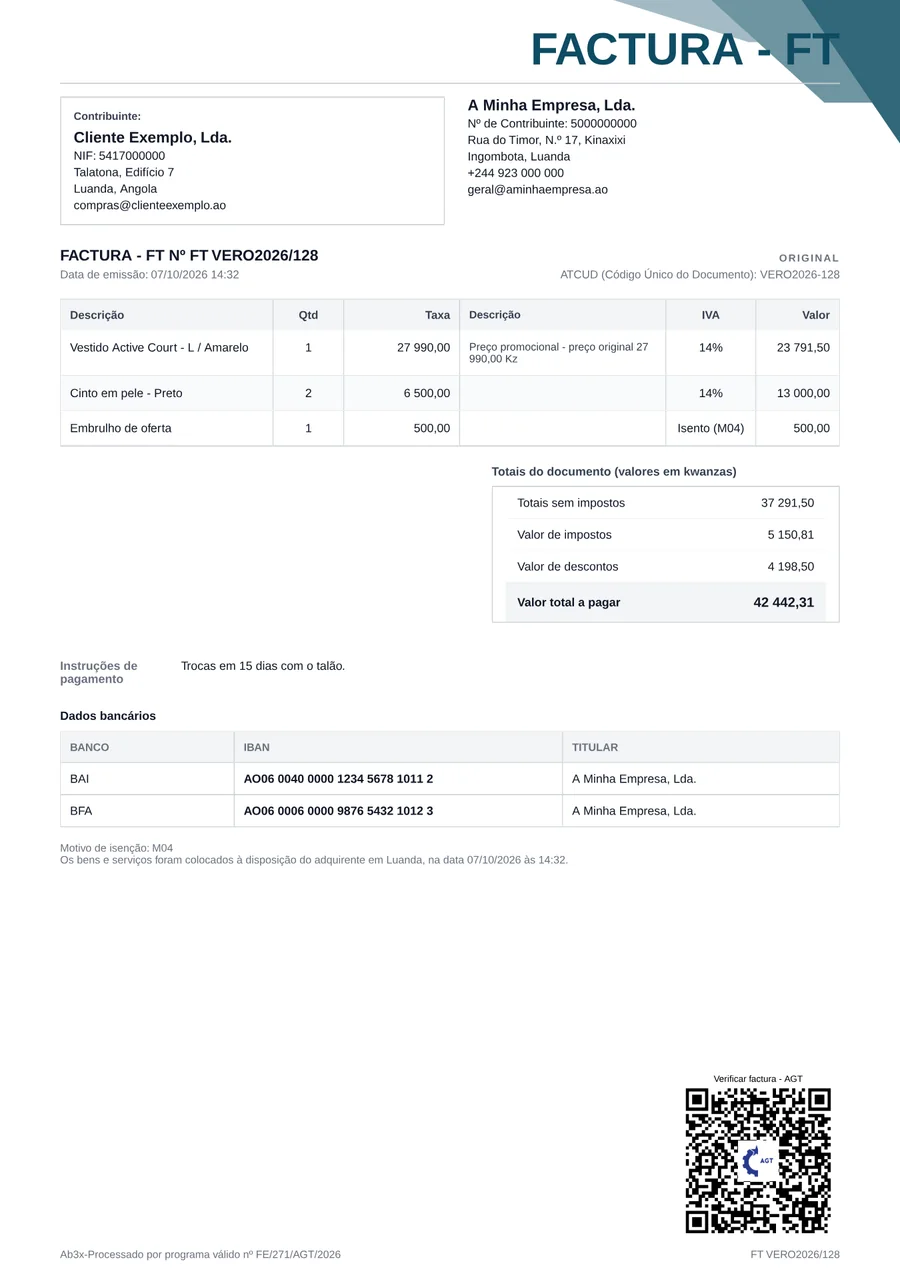 FACTURA - FT
Contribuinte:
Cliente Exemplo, Lda.
NIF: 5417000000
Talatona, Edifício 7
Luanda, Angola
compras@clienteexemplo.ao
A Minha Empresa, Lda.
Nº de Contribuinte: 5000000000
Rua do Timor, N.º 17, Kinaxixi
Ingombota, Luanda
+244 923 000 000
geral@aminhaempresa.ao
FACTURA - FT Nº FT VERO2026/128
ORIGINAL
Data de emissão: 07/10/2026 14:32
ATCUD (Código Único do Documento): VERO2026-128
Descrição Qtd Taxa Descrição IVA Valor
Vestido Active Court - L / Amarelo 1 27 990,00 Preço promocional - preço original 27 14% 23 791,50
990,00 Kz
Cinto em pele - Preto 2 6 500,00 14% 13 000,00
Embrulho de oferta 1 500,00 Isento (M04) 500,00
Totais do documento (valores em kwanzas)
Totais sem impostos 37 291,50
Valor de impostos 5 150,81
Valor de descontos 4 198,50
Valor total a pagar 42 442,31
Instruções de Trocas em 15 dias com o talão.
pagamento
Dados bancários
BANCO IBAN TITULAR
BAI AO06 0040 0000 1234 5678 1011 2 A Minha Empresa, Lda.
BFA AO06 0006 0000 9876 5432 1012 3 A Minha Empresa, Lda.
Motivo de isenção: M04
Os bens e serviços foram colocados à disposição do adquirente em Luanda, na data 07/10/2026 às 14:32.
Verificar factura - AGT
AGT
Ab3x-Processado por programa válido nº FE/271/AGT/2026
FT VERO2026/128